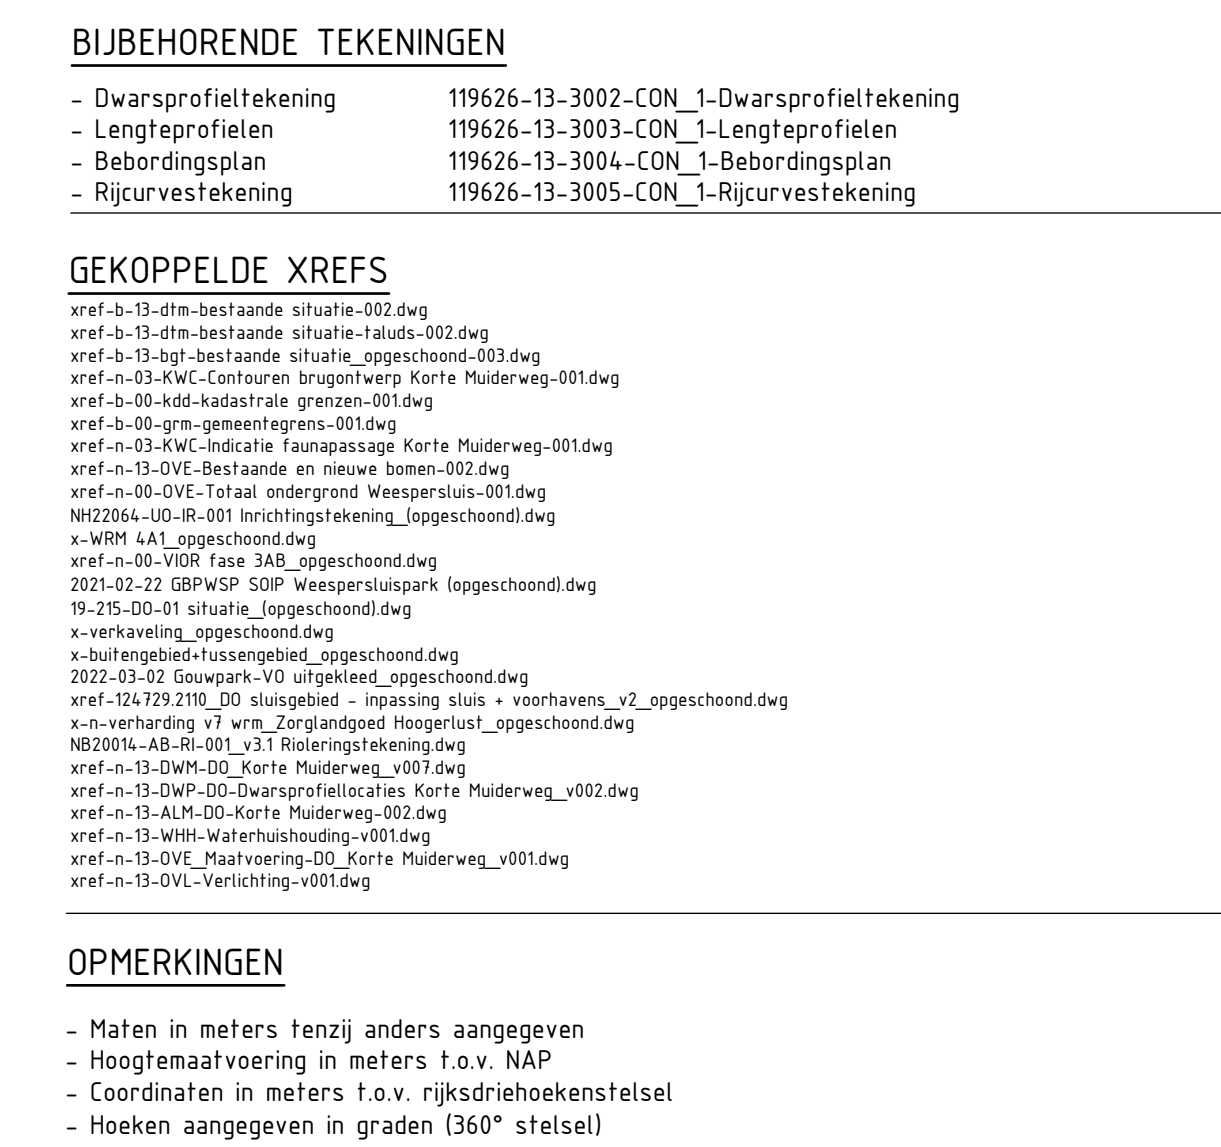 BIJBEHORENDE TEKENINGEN
- Dwarsprofieltekening 119626-13-3002-CON_1-Dwarsprofieltekening
- Lengteprofielen 119626-13-3003-CON_1-Lengteprofielen
- Bebordingsplan 119626-13-3004-CON_1-Bebordingsplan
- Rijcurvestekening 119626-13-3005-CON_1-Rijcurvestekening
GEKOPPELDE XREFS
xref-b-13-dtm-bestaande situatie-002.dwg
xref-b-13-dtm-bestaande situatie-taluds-002.dwg
xref-b-13-bgt-bestaande situatie_opgeschoond-003.dwg
xref-n-03-KWC-Contouren brugontwerp Korte Muiderweg-001.dwg
xref-b-00-kdd-kadastrale grenzen-001.dwg
xref-b-00-grm-gemeentegrens-001.dwg
xref-n-03-KWC-Indicatie faunapassage Korte Muiderweg-001.dwg
xref-n-13-OVE-Bestaande en nieuwe bomen-002.dwg
xref-n-00-OVE-Totaal ondergrond Weespersluis-001.dwg
NH22064-UO-IR-001 Inrichtingstekening_(opgeschoond).dwg
x-WRM 4A1_opgeschoond.dwg
xref-n-00-VIOR fase 3AB_opgeschoond.dwg
2021-02-22 GBPWSP SOIP Weespersluispark (opgeschoond).dwg
19-215-DO-01 situatie_(opgeschoond).dwg
x-verkaveling_opgeschoond.dwg
x-buitengebied+tussengebied_opgeschoond.dwg
2022-03-02 Gouwpark-VO uitgekleed_opgeschoond.dwg
xref-124729.2110_DO sluisgebied - inpassing sluis + voorhavens_v2_opgeschoond.dwg
x-n-verharding v7 wrm_Zorglandgoed Hoogerlust_opgeschoond.dwg
NB20014-AB-RI-001_v3.1 Rioleringstekening.dwg
xref-n-13-DWM-DO_Korte Muiderweg_v007.dwg
xref-n-13-DWP-DO-Dwarsprofiellocaties Korte Muiderweg_v002.dwg
xref-n-13-ALM-DO-Korte Muiderweg-002.dwg
xref-n-13-WHH-Waterhuishouding-v001.dwg
xref-n-13-OVE_Maatvoering-DO_Korte Muiderweg_v001.dwg
xref-n-13-OVL-Verlichting-v001.dwg
OPMERKINGEN
- Maten in meters tenzij anders aangegeven
- Hoogtemaatvoering in meters t.o.v. NAP
- Coordinaten in meters t.o.v. rijksdriehoekenstelsel
- Hoeken aangegeven in graden (360° stelsel)